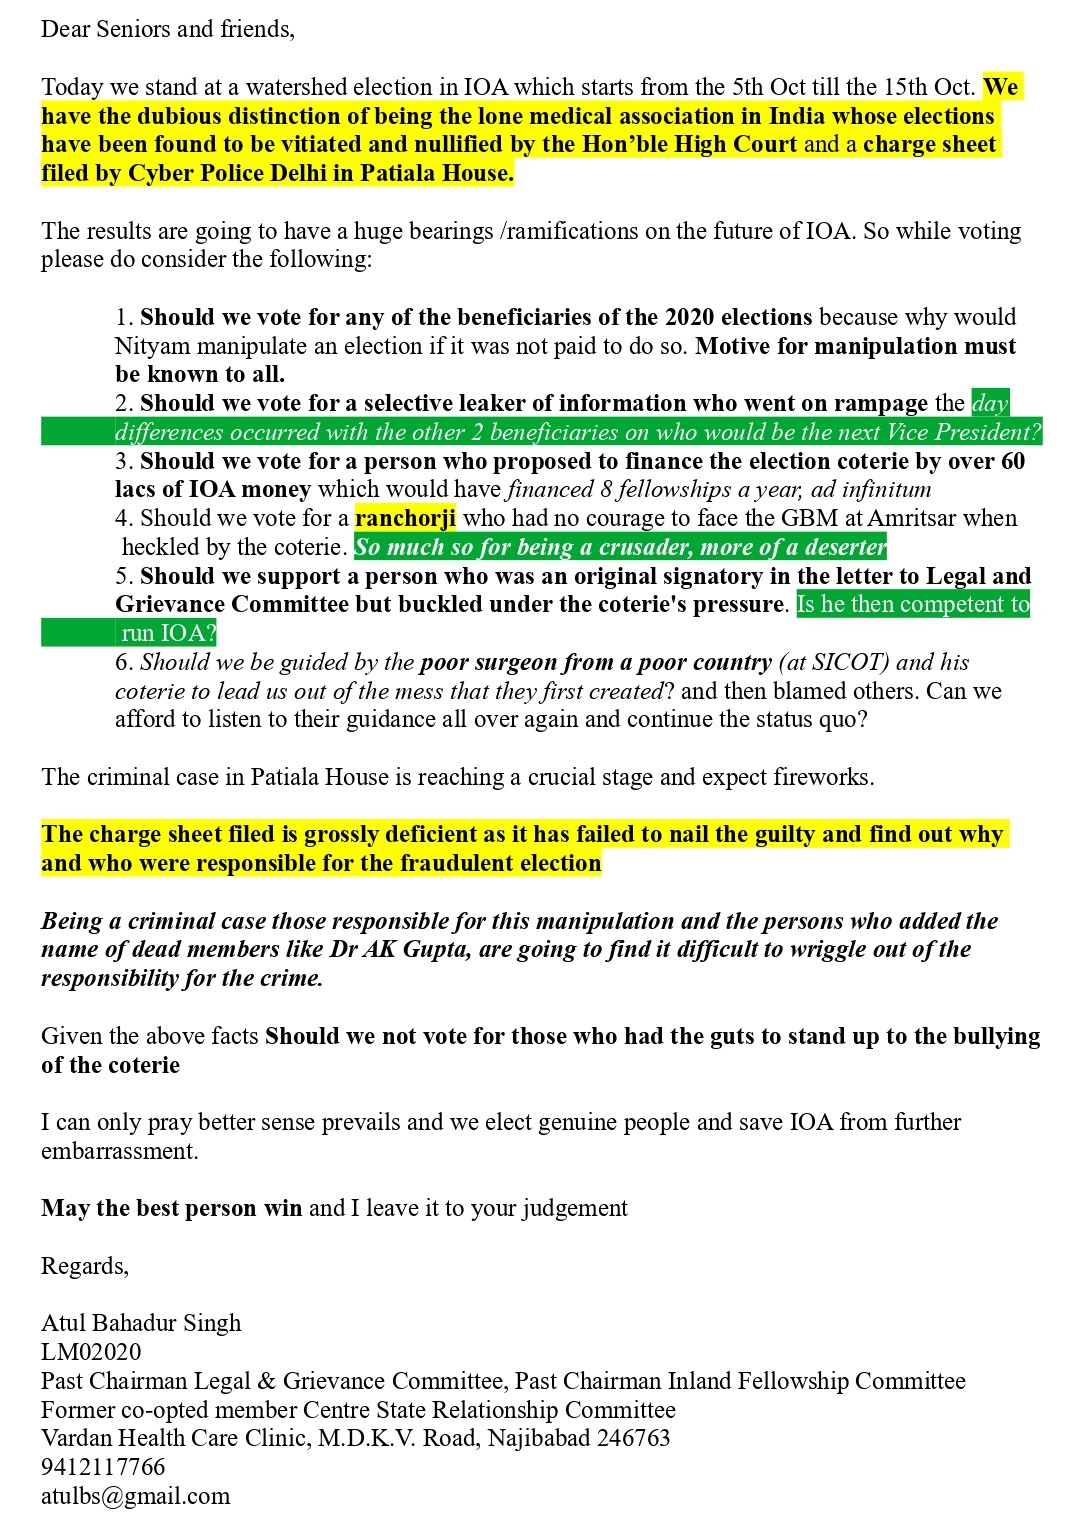 Dear Seniors and friends,
Today we stand at a watershed election in IOA which starts from the 5th Oct till the 15th Oct. We
have the dubious distinction of being the lone medical association in India whose elections
have been found to be vitiated and nullified by the Hon’ble High Court and a charge sheet
filed by Cyber Police Delhi in Patiala House.
The results are going to have a huge bearings /ramifications on the future of IOA. So while voting
please do consider the following:
1. Should we vote for any of the beneficiaries of the 2020 elections because why would
Nityam manipulate an election if it was not paid to do so. Motive for manipulation must
be known to all.
2. Should we vote for a selective leaker of information who went on rampage the day
differences occurred with the other 2 beneficiaries on who would be the next Vice President?
3. Should we vote for a person who proposed to finance the election coterie by over 60
lacs of IOA money which would have financed 8 fellowships a year, ad infinitum
4. Should we vote for a ranchorji who had no courage to face the GBM at Amritsar when
heckled by the coterie. So much so for being a crusader, more of a deserter
5. Should we support a person who was an original signatory in the letter to Legal and
Grievance Committee but buckled under the coterie's pressure. Is he then competent to
run IOA?
6. Should we be guided by the poor surgeon from a poor country (at SICOT) and his
coterie to lead us out of the mess that they first created? and then blamed others. Can we
afford to listen to their guidance all over again and continue the status quo?
The criminal case in Patiala House is reaching a crucial stage and expect fireworks.
The charge sheet filed is grossly deficient as it has failed to nail the guilty and find out why
and who were responsible for the fraudulent election
Being a criminal case those responsible for this manipulation and the persons who added the
name of dead members like Dr AK Gupta, are going to find it difficult to wriggle out of the
responsibility for the crime.
Given the above facts Should we not vote for those who had the guts to stand up to the bullying
of the coterie
I can only pray better sense prevails and we elect genuine people and save IOA from further
embarrassment.
May the best person win and I leave it to your judgement
Regards,
Atul Bahadur Singh
LM02020
Past Chairman Legal & Grievance Committee, Past Chairman Inland Fellowship Committee
Former co-opted member Centre State Relationship Committee
Vardan Health Care Clinic, M.D.K.V. Road, Najibabad 246763
9412117766
atulbs@gmail.com